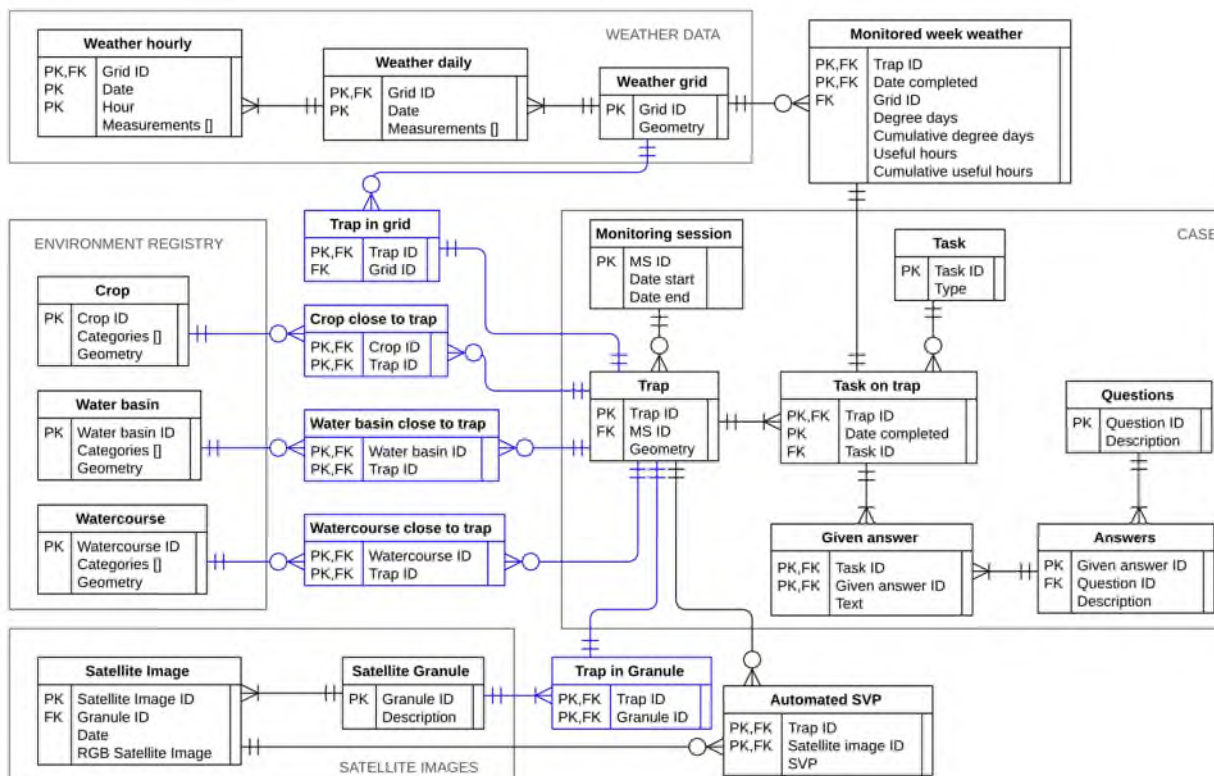 WEATHER DATA
Weather hourly
PK,FK Grid ID
PK Date
PK Hour
Measurements []
Weather daily
PK,FK Grid ID
PK Date
Measurements []
Weather grid
PK Grid ID
Geometry
Monitored week weather
PK,FK Trap ID
PK,FK Date completed
FK Grid ID
Degree days
Cumulative degree days
Useful hours
Cumulative useful hours
ENVIRONMENT REGISTRY
Crop
PK Crop ID
Categories []
Geometry
Water basin
PK Water basin ID
Categories []
Geometry
Watercourse
PK Watercourse ID
Categories []
Geometry
Trap in grid
PK,FK Trap ID
FK Grid ID
Crop close to trap
PK,FK Crop ID
PK,FK Trap ID
Water basin close to trap
PK,FK Water basin ID
PK,FK Trap ID
Watercourse close to trap
PK,FK Watercourse ID
PK,FK Trap ID
CASE
Monitoring session
PK MS ID
Date start
Date end
Task
PK Task ID
Type
Trap
PK Trap ID
FK MS ID
Geometry
Task on trap
PK,FK Trap ID
PK Date completed
FK Task ID
Questions
PK Question ID
Description
Given answer
PK,FK Task ID
PK,FK Given answer ID
Text
Answers
PK Given answer ID
FK Question ID
Description
Satellite Image
PK Satellite Image ID
FK Granule ID
Date
RGB Satellite Image
Satellite Granule
PK Granule ID
Description
SATELLITE IMAGES
Trap in Granule
PK,FK Trap ID
PK,FK Granule ID
Automated SVP
PK,FK Trap ID
PK,FK Satellite image ID
SVP